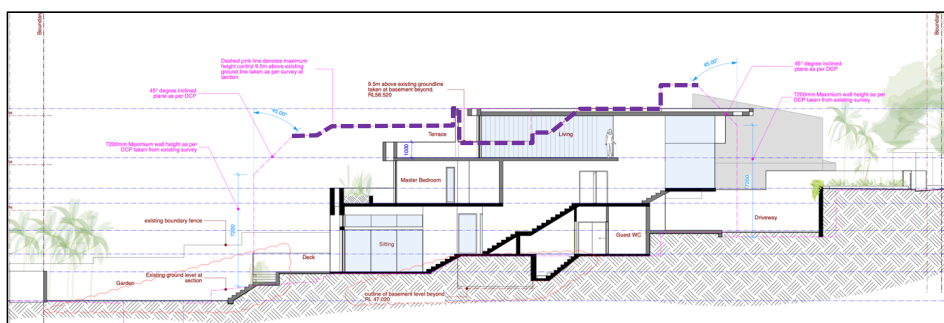 Boundary
Boundary
Dashed pink line denotes maximum
height control 9.5m above existing
ground line taken as per survey at
section
45° degree inclined
plane as per DCP
9.5m above existing groundline
taken at basement beyond.
RL56.520
45.00°
45° degree inclined
plane as per DCP
7200mm Maximium wall height as per
DCP taken from existing survey
45.00°
7200mm Maximium wall height as per
DCP taken from existing survey
Terrace
Living
1000
Master Bedroom
7200
7200
existing boundary fence
Sitting
Guest WC
Driveway
Deck
Existing ground level at
section
Garden
outline of basement level beyond
RL 47.020